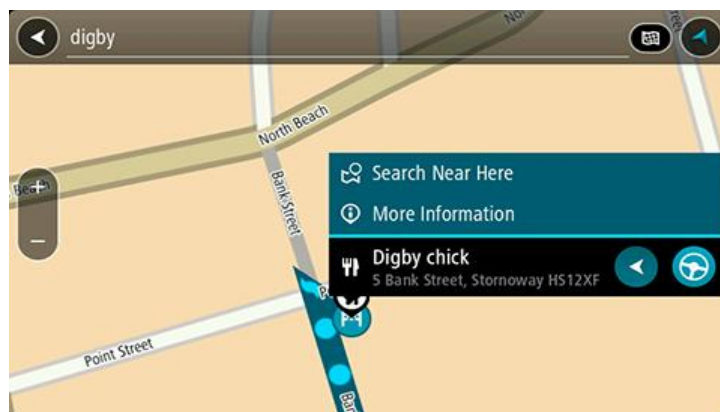 digby
North Beach
Beach
Bank Street
Search Near Here
More Information
Digby chick
5 Bank Street, Stornoway HS12XF
Point Street